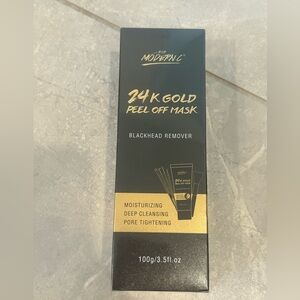 MODERN C
24K GOLD
PEEL OFF MASK
BLACKHEAD REMOVER
MOISTURIZING
DEEP CLEANSING
PORE TIGHTENING
100g/3.5fl.oz